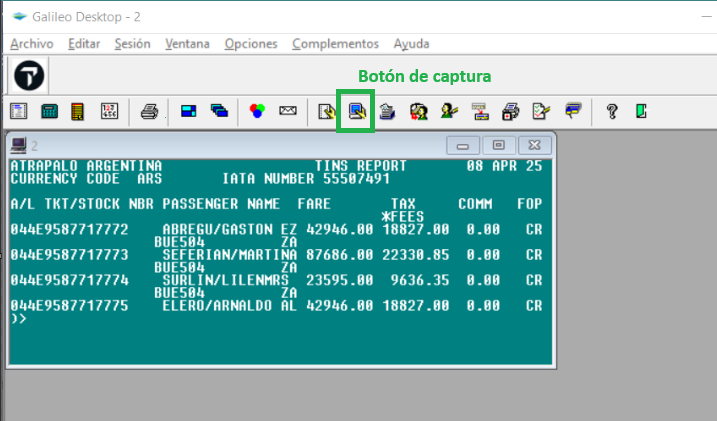 Galileo Desktop - 2
Archivo Editar Sesión Ventana Opciones Complementos Ayuda
Botón de captura
2
ATRAPALO ARGENTINA TINS REPORT 08 APR 25
CURRENCY CODE ARS IATA NUMBER 55507491
A/L TKT/STOCK NBR PASSENGER NAME FARE TAX COMM FOP
*FEES
044E9587717772 ABREGU/GASTON EZ 42946.00 18827.00 0.00 CR
BUE504 ZA
044E9587717773 SEFERIAN/MARTINA 87686.00 22330.85 0.00 CR
BUE504 ZA
044E9587717774 SURLIN/LILENMRS 23595.00 9636.35 0.00 CR
BUE504 ZA
044E9587717775 ELERO/ARNALDO AL 42946.00 18827.00 0.00 CR
)>